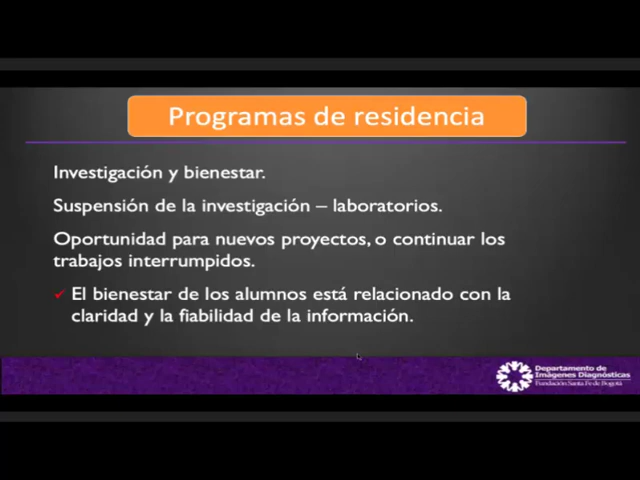 Programas de residencia
Investigación y bienestar.
Suspensión de la investigación – laboratorios.
Oportunidad para nuevos proyectos, o continuar los
trabajos interrumpidos.
El bienestar de los alumnos está relacionado con la
claridad y la fiabilidad de la información.
Departamento de
Imágenes Diagnósticas
Fundación Santa Fe de Bogotá